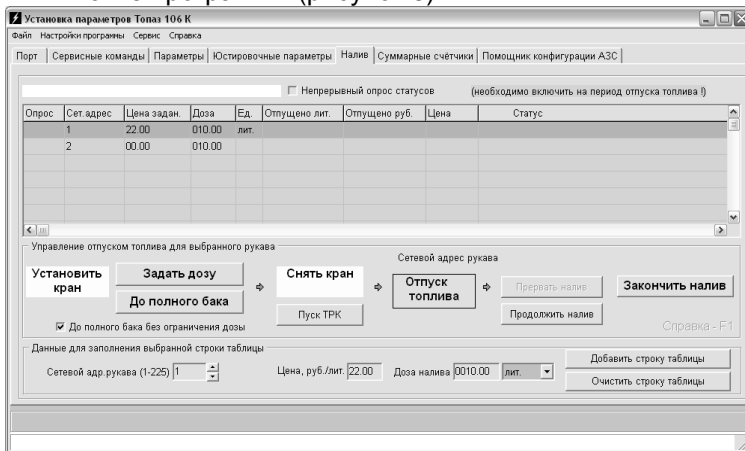 Установка параметров Топаз 106 К
Файл Настройки программы Сервис Справка
Порт Сервисные команды Параметры Юстировочные параметры Налив Суммарные счётчики Помощник конфигурации АЗС
Непрерывный опрос статусов (необходимо включить на период отпуска топлива !)
Опрос Сет.адрес Цена задан. Доза Ед. Отпущено лит. Отпущено руб. Цена Статус
1 22.00 010.00 лит.
2 00.00 010.00
Управление отпуском топлива для выбранного рукава
Сетевой адрес рукава
Установить кран
Задать дозу
До полного бака
До полного бака без ограничения дозы
Снять кран
Пуск ТРК
Отпуск топлива
Прервать налив
Продолжить налив
Закончить налив
Справка - F1
Данные для заполнения выбранной строки таблицы
Сетевой адр.рукава (1-225) 1 Цена, руб./лит. 22.00 Доза налива 0010.00 лит.
Добавить строку таблицы
Очистить строку таблицы